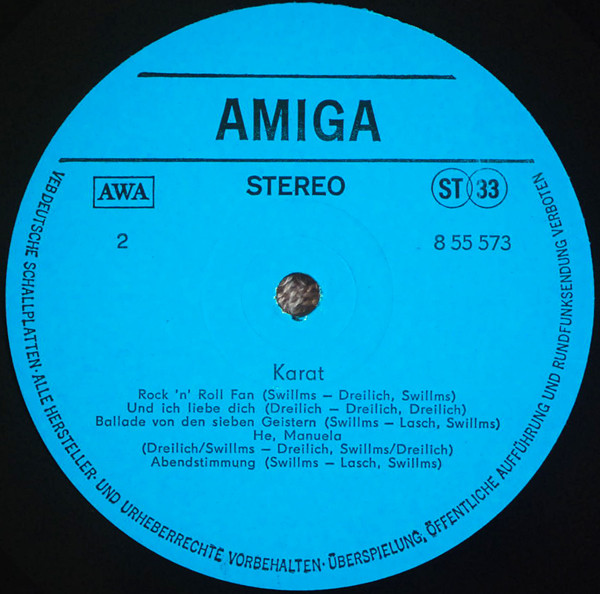 AMIGA
AWA
STEREO
ST 33
2
8 55 573
Karat
Rock 'n' Roll Fan (Swillms – Dreilich, Swillms)
Und ich liebe dich (Dreilich – Dreilich, Dreilich)
Ballade von den sieben Geistern (Swillms – Lasch, Swillms)
He, Manuela
(Dreilich/Swillms – Dreilich, Swillms/Dreilich)
Abendstimmung (Swillms – Lasch, Swillms)
VEB DEUTSCHE SCHALLPLATTEN · ALLE HERSTELLER- UND URHEBERRECHTE VORBEHALTEN · ÜBERSPIELUNG, ÖFFENTLICHE AUFFÜHRUNG UND RUNDFUNKSENDUNG VERBOTEN